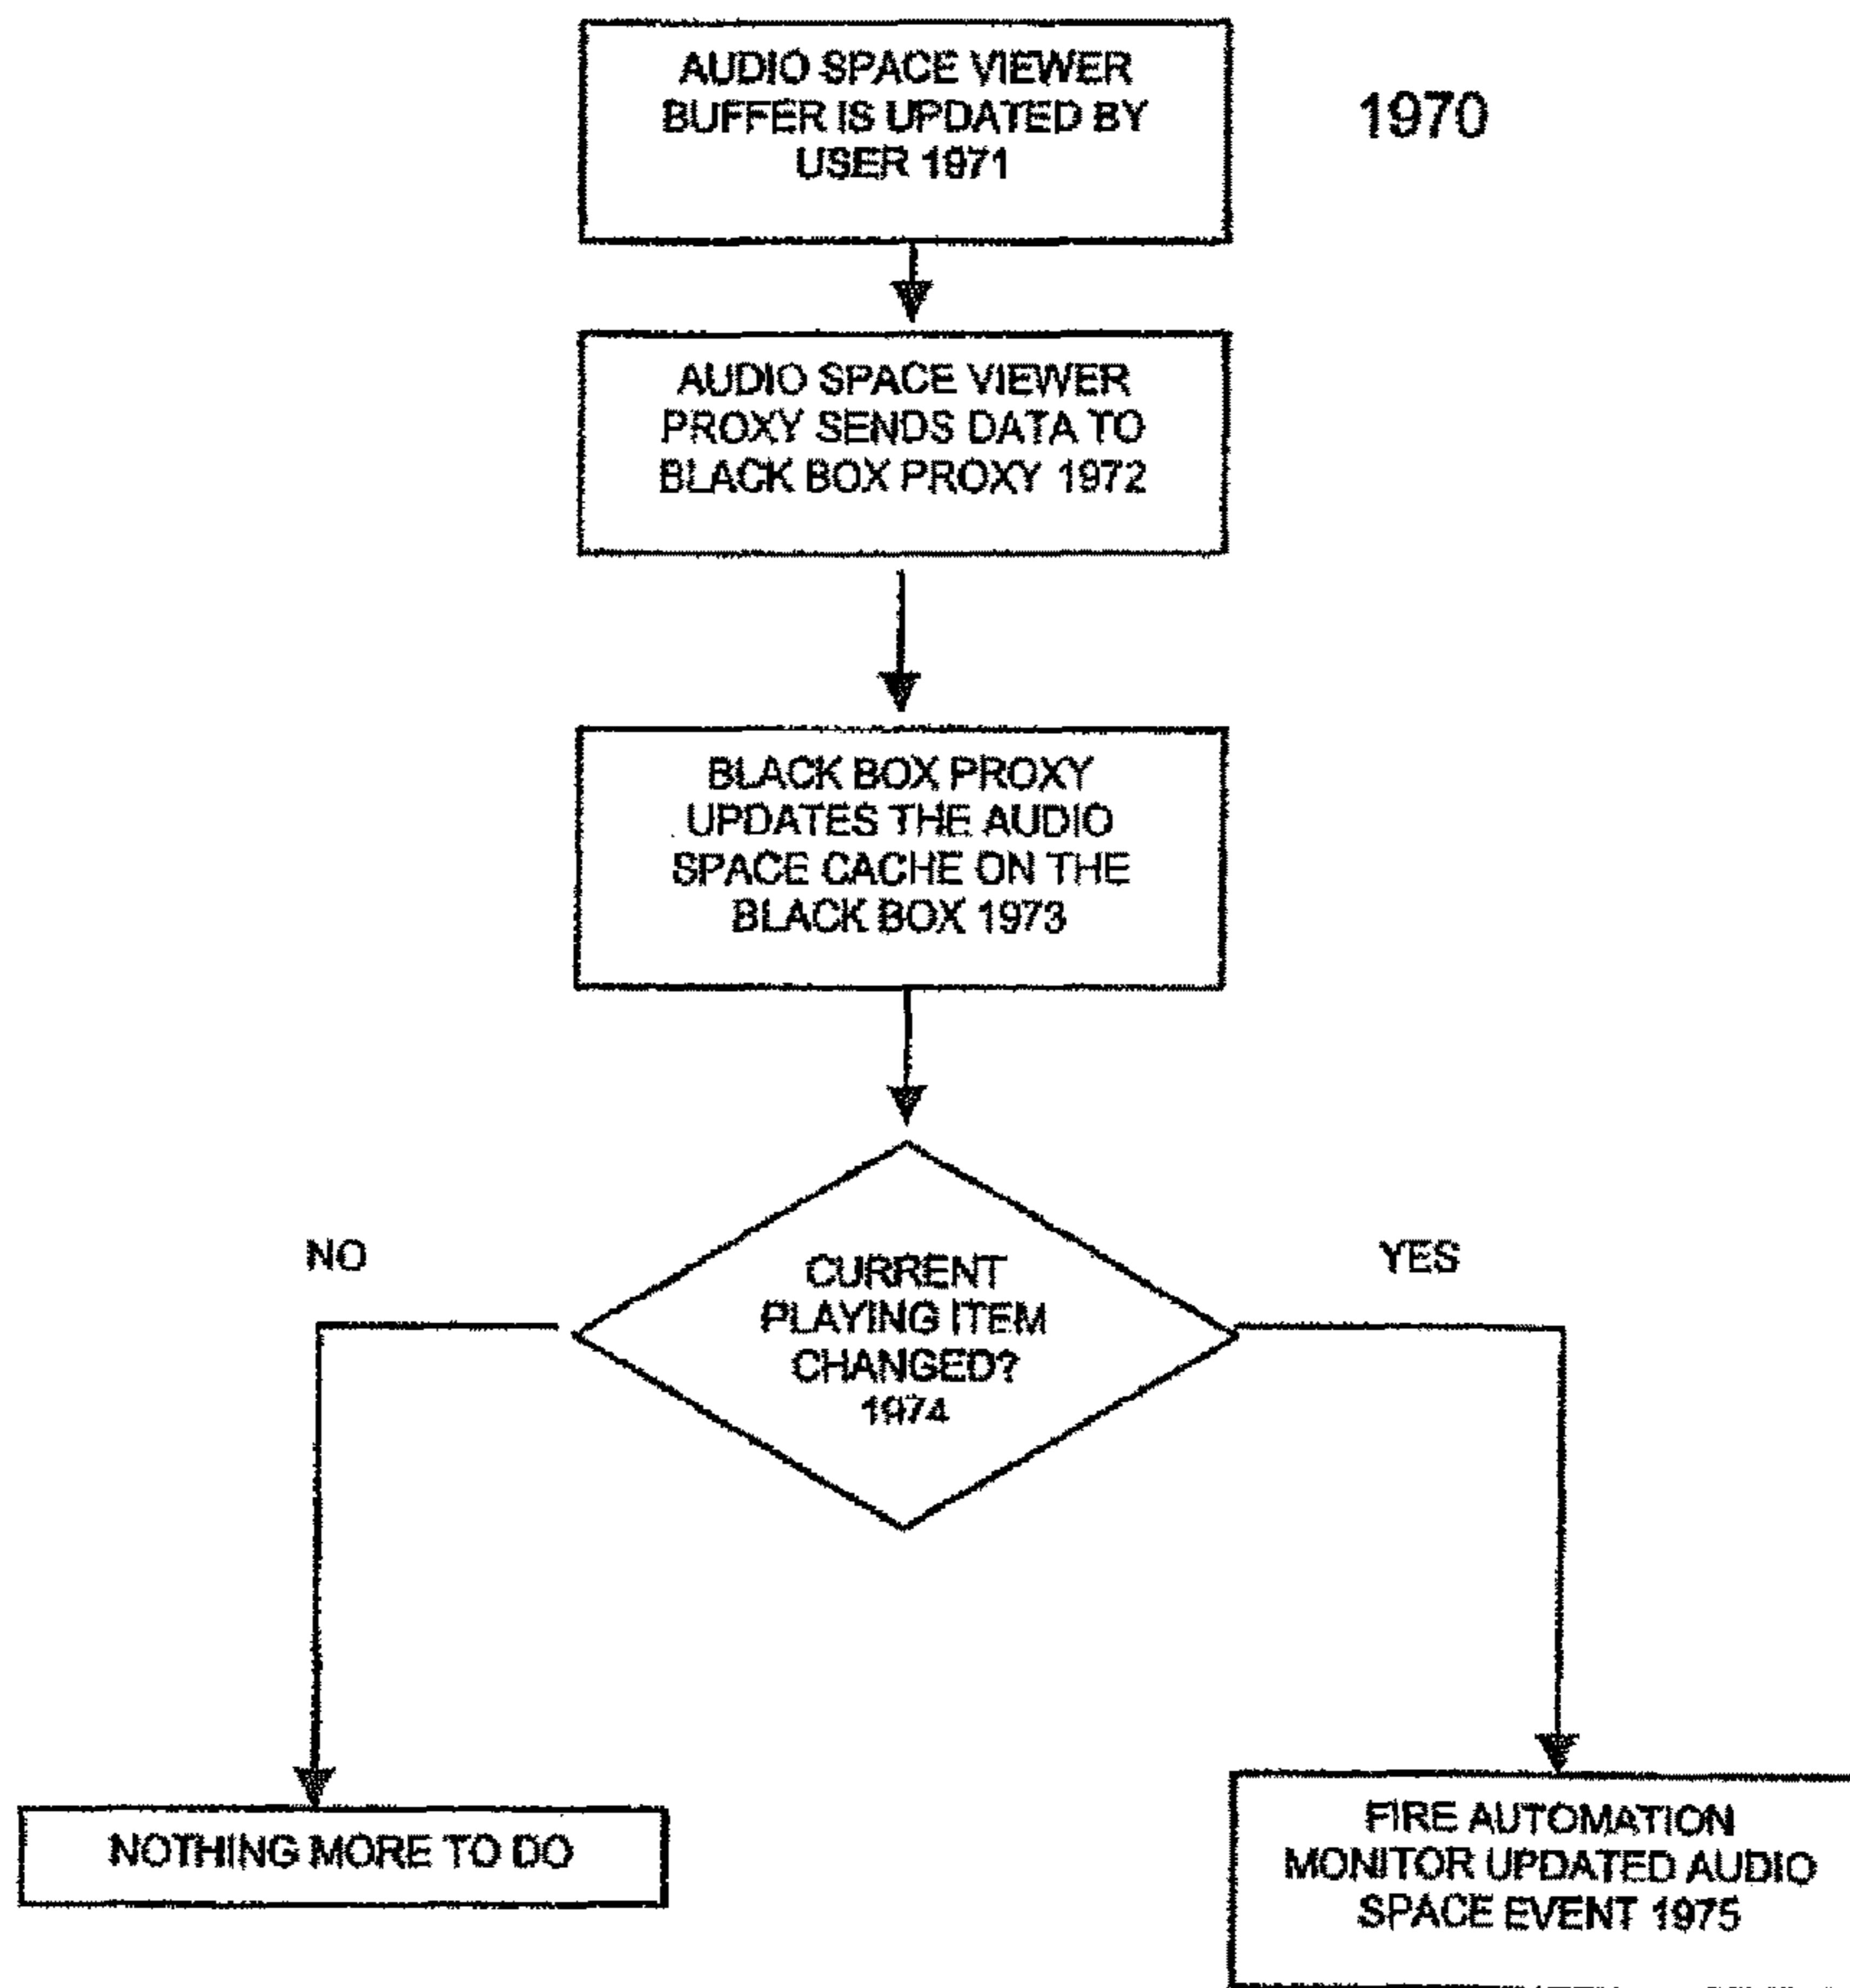 AUDIO SPACE VIEWER
BUFFER IS UPDATED BY
USER 1971
1970
AUDIO SPACE VIEWER
PROXY SENDS DATA TO
BLACK BOX PROXY 1972
BLACK BOX PROXY
UPDATES THE AUDIO
SPACE CACHE ON THE
BLACK BOX 1973
NO
YES
CURRENT
PLAYING ITEM
CHANGED?
1974
NOTHING MORE TO DO
FIRE AUTOMATION
MONITOR UPDATED AUDIO
SPACE EVENT 1975